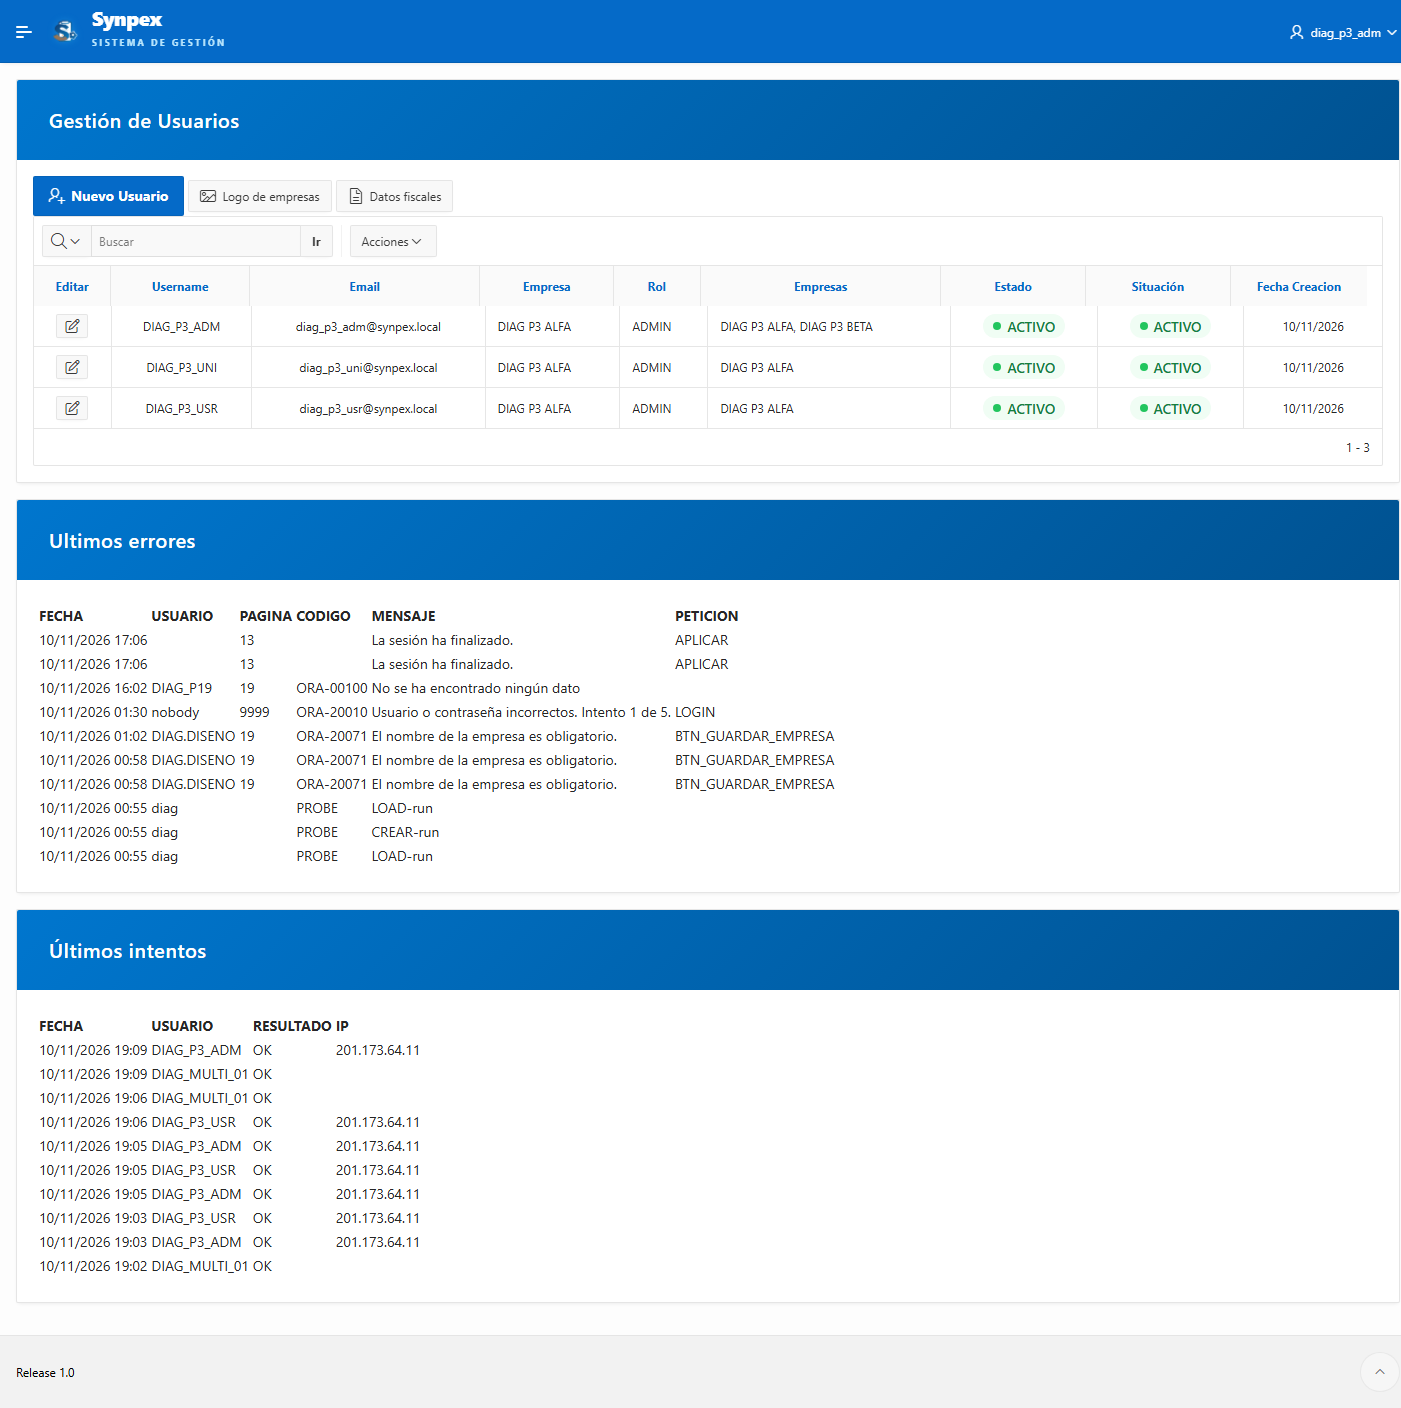 Synpex
SISTEMA DE GESTIÓN
diag_p3_adm
Gestión de Usuarios
Nuevo Usuario
Logo de empresas
Datos fiscales
Buscar
Ir
Acciones
Editar Username Email Empresa Rol Empresas Estado Situación Fecha Creacion
DIAG_P3_ADM diag_p3_adm@synpex.local DIAG P3 ALFA ADMIN DIAG P3 ALFA, DIAG P3 BETA ACTIVO ACTIVO 10/11/2026
DIAG_P3_UNI diag_p3_uni@synpex.local DIAG P3 ALFA ADMIN DIAG P3 ALFA ACTIVO ACTIVO 10/11/2026
DIAG_P3_USR diag_p3_usr@synpex.local DIAG P3 ALFA ADMIN DIAG P3 ALFA ACTIVO ACTIVO 10/11/2026
1 - 3
Ultimos errores
FECHA USUARIO PAGINA CODIGO MENSAJE PETICION
10/11/2026 17:06 13 La sesión ha finalizado. APLICAR
10/11/2026 17:06 13 La sesión ha finalizado. APLICAR
10/11/2026 16:02 DIAG_P19 19 ORA-00100 No se ha encontrado ningún dato
10/11/2026 01:30 nobody 9999 ORA-20010 Usuario o contraseña incorrectos. Intento 1 de 5. LOGIN
10/11/2026 01:02 DIAG.DISENO 19 ORA-20071 El nombre de la empresa es obligatorio. BTN_GUARDAR_EMPRESA
10/11/2026 00:58 DIAG.DISENO 19 ORA-20071 El nombre de la empresa es obligatorio. BTN_GUARDAR_EMPRESA
10/11/2026 00:58 DIAG.DISENO 19 ORA-20071 El nombre de la empresa es obligatorio. BTN_GUARDAR_EMPRESA
10/11/2026 00:55 diag PROBE LOAD-run
10/11/2026 00:55 diag PROBE CREAR-run
10/11/2026 00:55 diag PROBE LOAD-run
Últimos intentos
FECHA USUARIO RESULTADO IP
10/11/2026 19:09 DIAG_P3_ADM OK 201.173.64.11
10/11/2026 19:09 DIAG_MULTI_01 OK
10/11/2026 19:06 DIAG_MULTI_01 OK
10/11/2026 19:06 DIAG_P3_USR OK 201.173.64.11
10/11/2026 19:05 DIAG_P3_ADM OK 201.173.64.11
10/11/2026 19:05 DIAG_P3_USR OK 201.173.64.11
10/11/2026 19:05 DIAG_P3_ADM OK 201.173.64.11
10/11/2026 19:03 DIAG_P3_USR OK 201.173.64.11
10/11/2026 19:03 DIAG_P3_ADM OK 201.173.64.11
10/11/2026 19:02 DIAG_MULTI_01 OK
Release 1.0